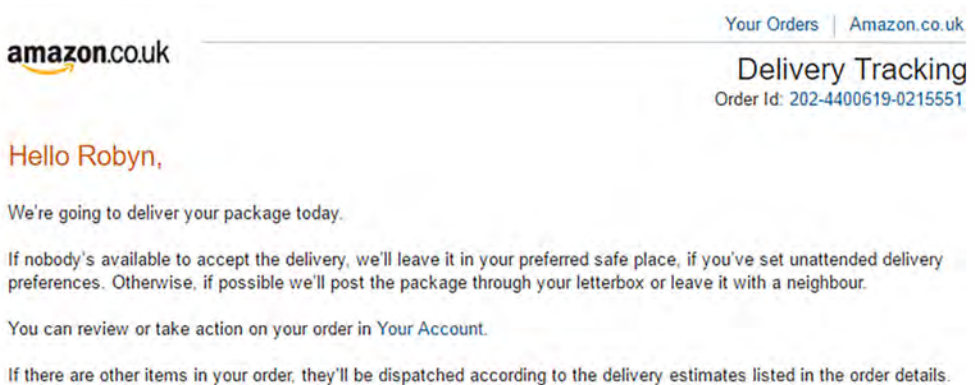 Your Orders | Amazon.co.uk
amazon.co.uk
Delivery Tracking
Order Id: 202-4400619-0215551
Hello Robyn,
We're going to deliver your package today.
If nobody's available to accept the delivery, we'll leave it in your preferred safe place, if you've set unattended delivery
preferences. Otherwise, if possible we'll post the package through your letterbox or leave it with a neighbour.
You can review or take action on your order in Your Account.
If there are other items in your order, they'll be dispatched according to the delivery estimates listed in the order details.